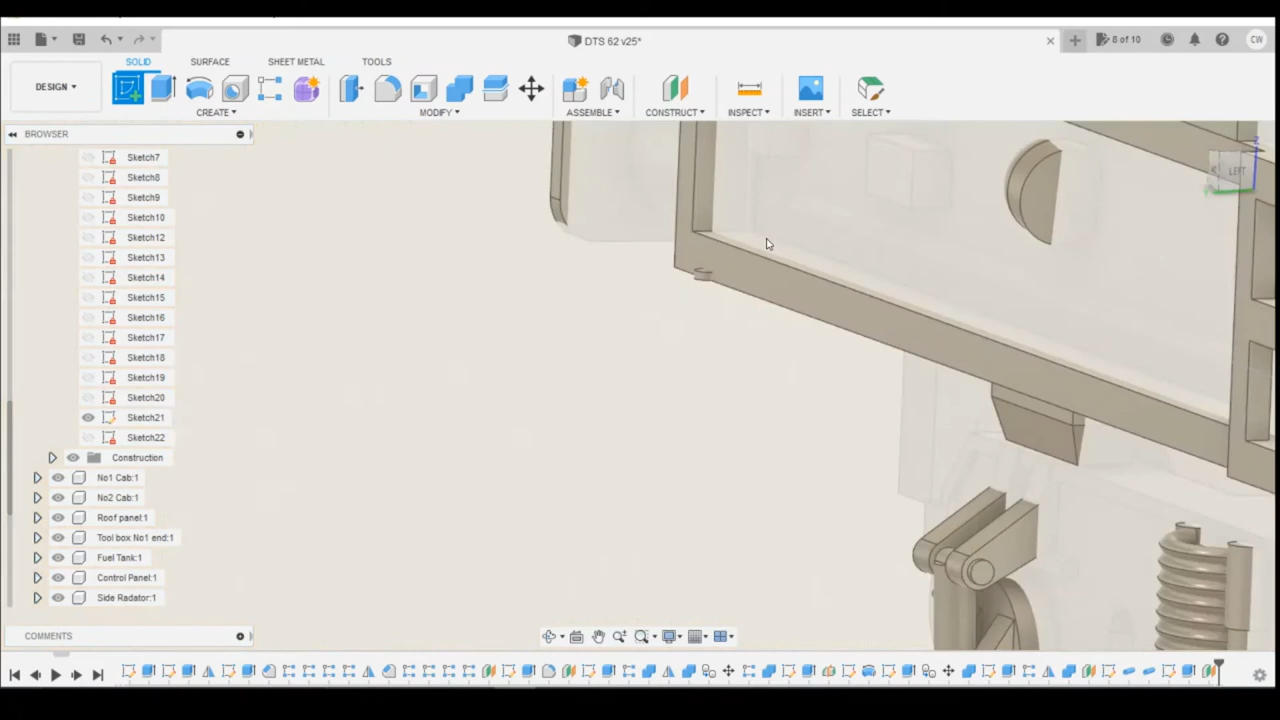 DTS 62 v25*
8 of 10
CW
DESIGN
SOLID
SURFACE
SHEET METAL
TOOLS
CREATE
MODIFY
ASSEMBLE
CONSTRUCT
INSPECT
INSERT
SELECT
BROWSER
Sketch7
Sketch8
Sketch9
Sketch10
Sketch12
Sketch13
Sketch14
Sketch15
Sketch16
Sketch17
Sketch18
Sketch19
Sketch20
Sketch21
Sketch22
Construction
No1 Cab:1
No2 Cab:1
Roof panel:1
Tool box No1 end:1
Fuel Tank:1
Control Panel:1
Side Radator:1
Z
LEFT
COMMENTS